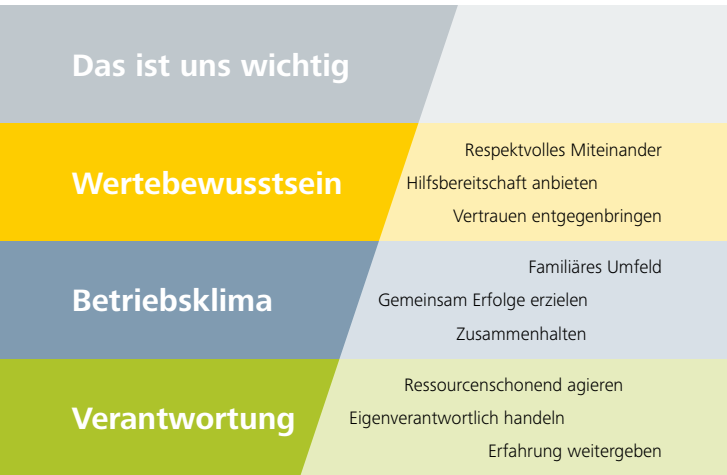 Das ist uns wichtig
Wertebewusstsein
Respektvolles Miteinander
Hilfsbereitschaft anbieten
Vertrauen entgegenbringen
Betriebsklima
Familiäres Umfeld
Gemeinsam Erfolge erzielen
Zusammenhalten
Verantwortung
Ressourcenschonend agieren
Eigenverantwortlich handeln
Erfahrung weitergeben